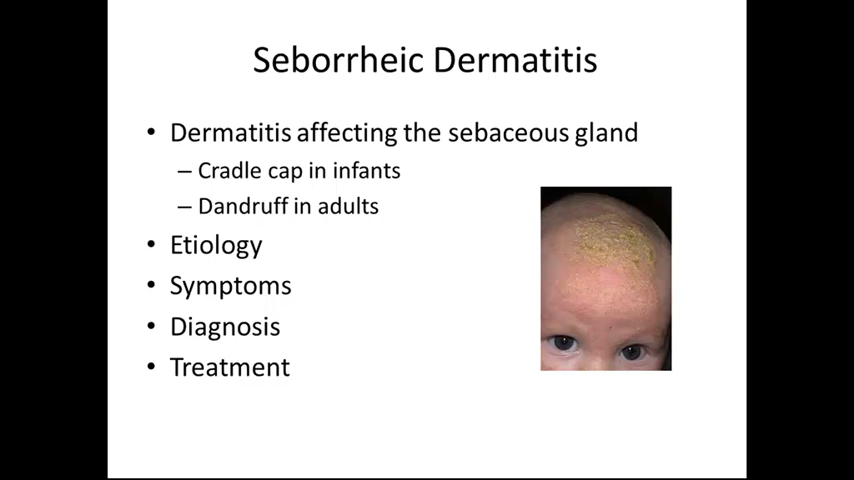 Seborrheic Dermatitis
• Dermatitis affecting the sebaceous gland
– Cradle cap in infants
– Dandruff in adults
• Etiology
• Symptoms
• Diagnosis
• Treatment